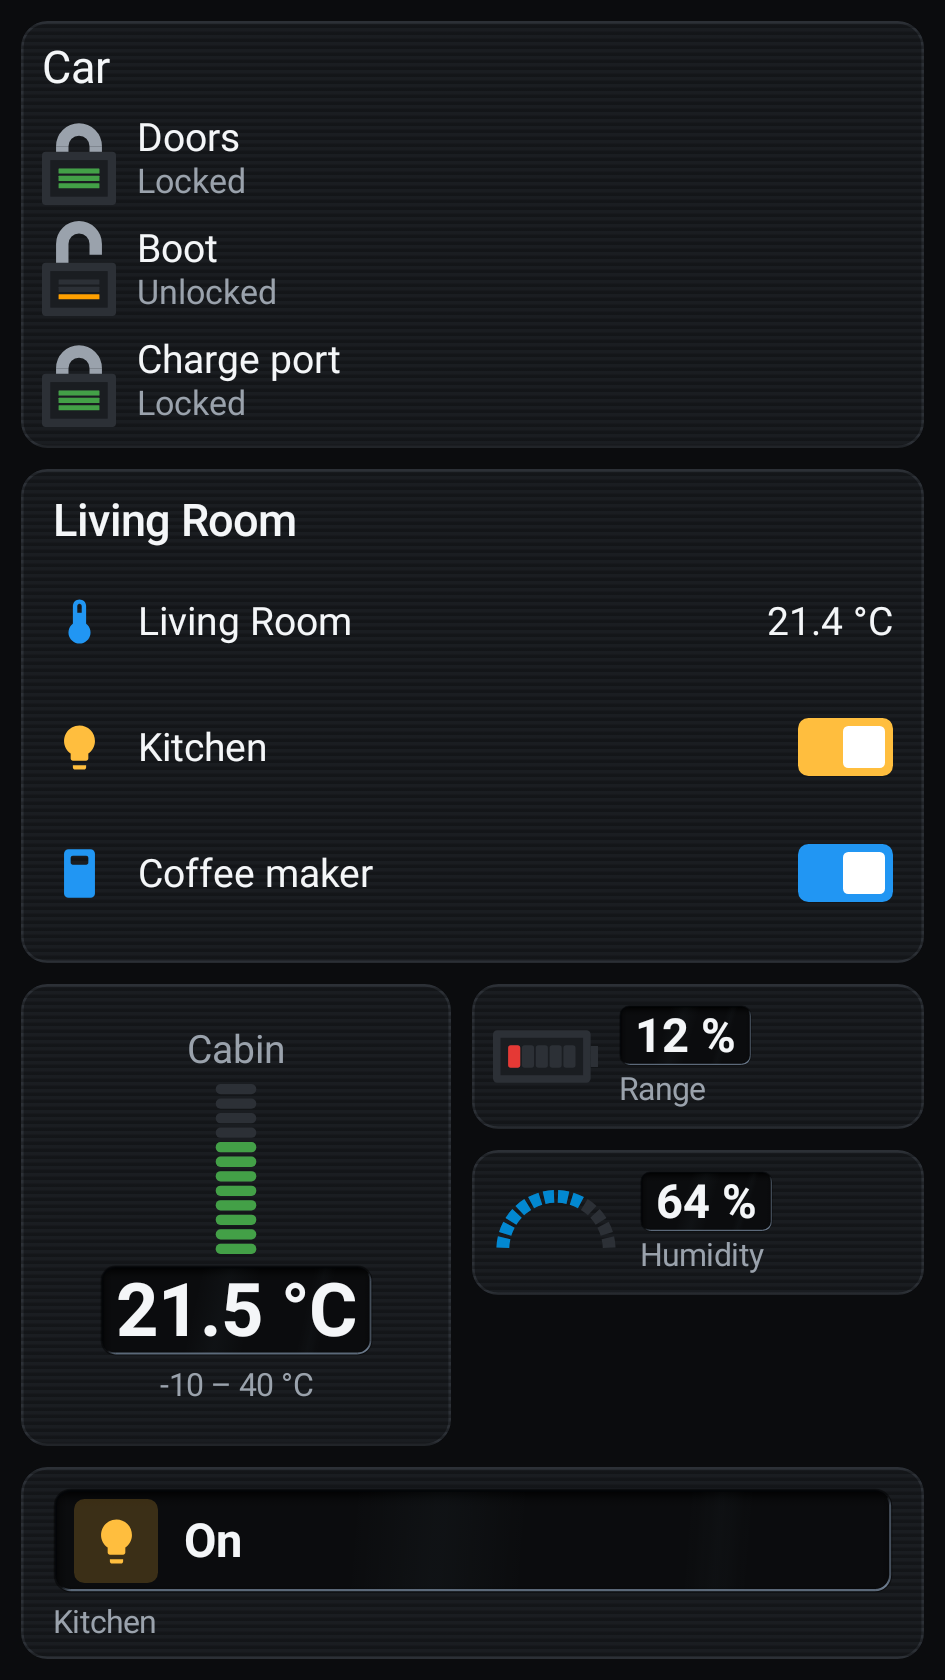 Car
Doors
Locked
Boot
Unlocked
Charge port
Locked
Living Room
Living Room 21.4 °C
Kitchen
Coffee maker
Cabin
21.5 °C
-10 – 40 °C
12 %
Range
64 %
Humidity
On
Kitchen